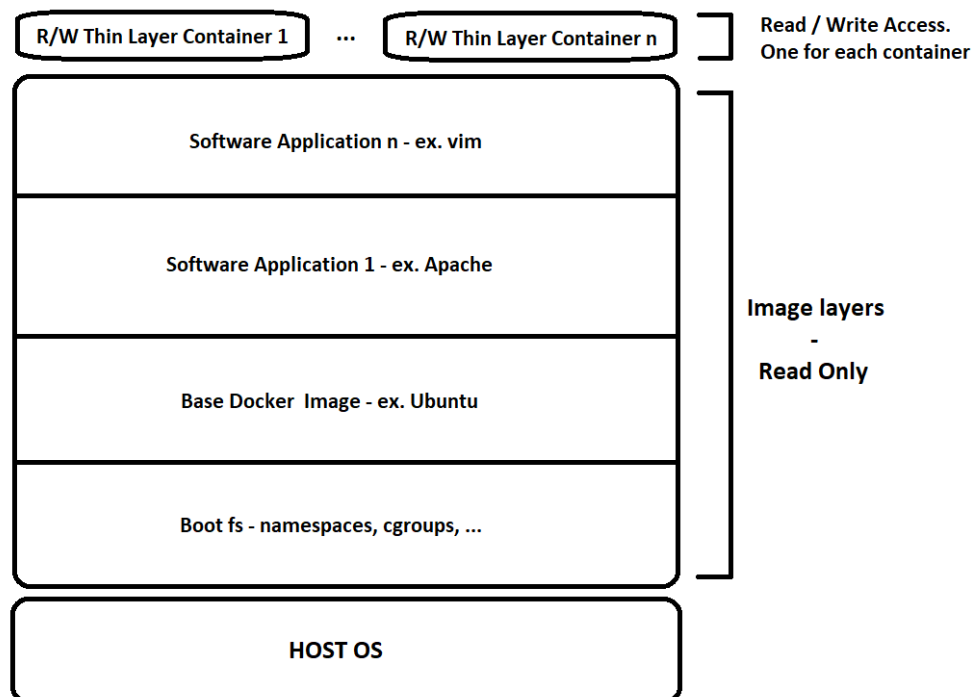 R/W Thin Layer Container 1
...
R/W Thin Layer Container n
Read / Write Access.
One for each container
Software Application n - ex. vim
Software Application 1 - ex. Apache
Image layers
-
Read Only
Base Docker  Image - ex. Ubuntu
Boot fs - namespaces, cgroups, ...
HOST OS